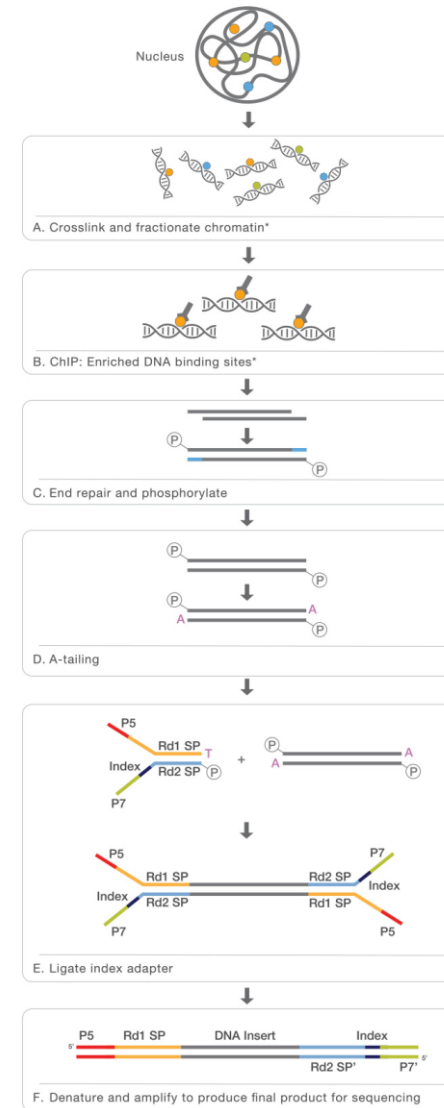 Nucleus
A. Crosslink and fractionate chromatin*
B. ChIP: Enriched DNA binding sites*
P
P
C. End repair and phosphorylate
P
P
P
A
A
P
D. A-tailing
P5
Rd1 SP
T
Index
Rd2 SP
P
P7
+
P
A
A
P
P5
P7
Rd1 SP
Rd2 SP
Index
Index
Rd2 SP
Rd1 SP
P7
P5
E. Ligate index adapter
P5 Rd1 SP DNA Insert Index
5'
5'
Rd2 SP' P7'
F. Denature and amplify to produce final product for sequencing